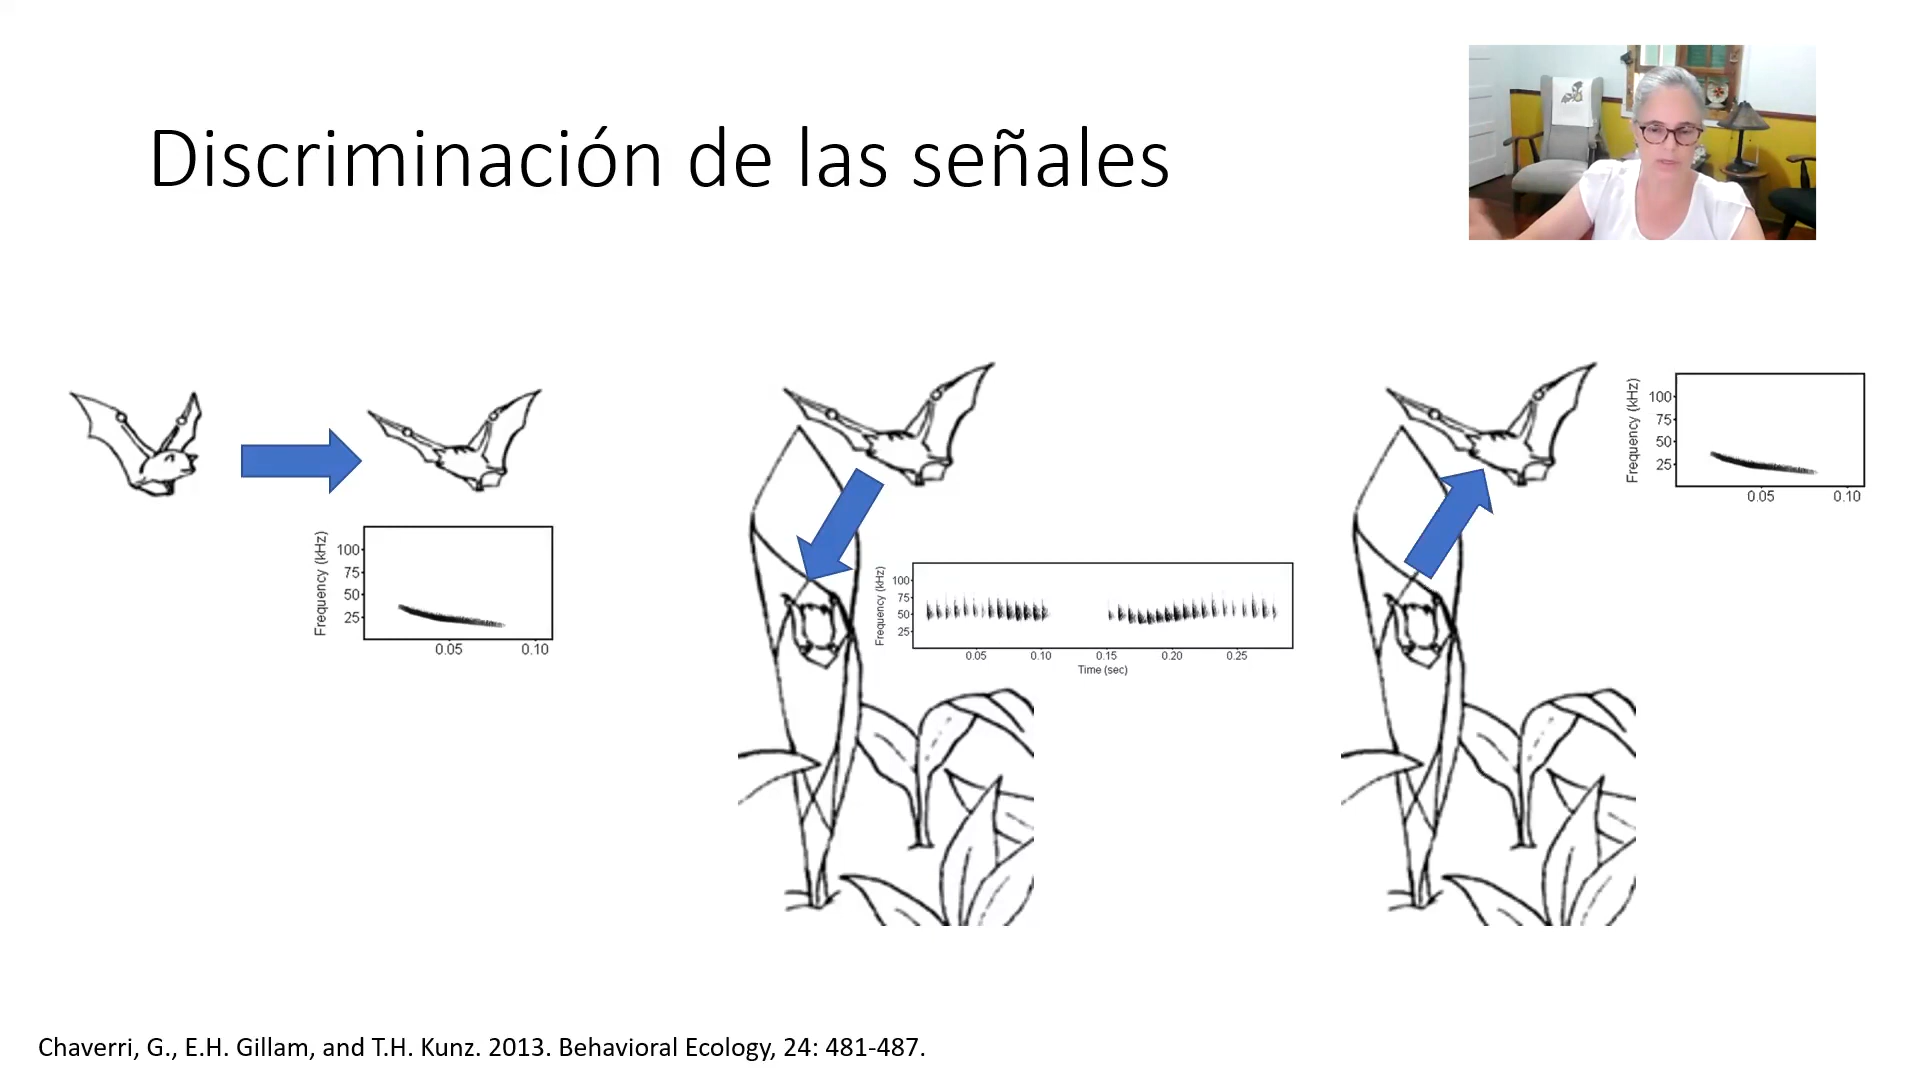 Discriminación de las señales
Frequency (kHz)
100
75
50
25
0.05 0.10
Frequency (kHz)
100
75
50
25
0.05 0.10 0.15 0.20 0.25
Time (sec)
Frequency (kHz)
100
75
50
25
0.05 0.10
Chaverri, G., E.H. Gillam, and T.H. Kunz. 2013. Behavioral Ecology, 24: 481-487.